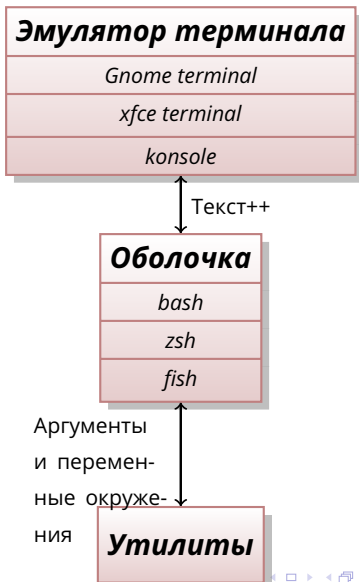 Эмулятор терминала
Gnome terminal
xfce terminal
konsole
Текст++
Оболочка
bash
zsh
fish
Аргументы
и перемен-
ные окруже-
ния
Утилиты